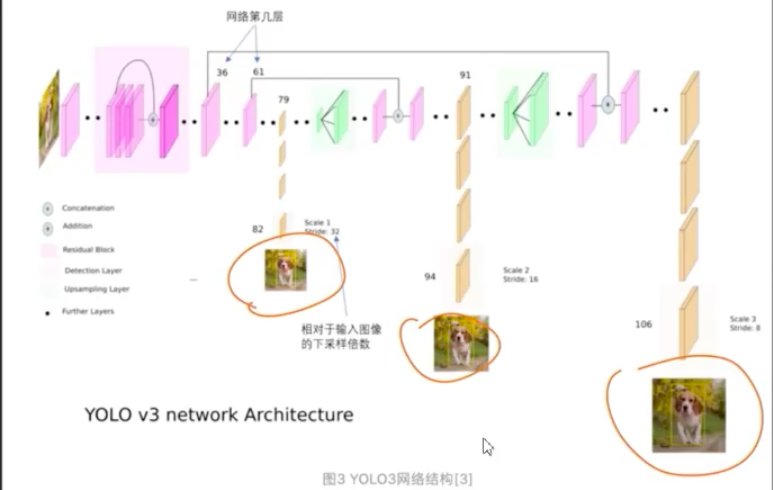 网络第几层
36
61
79
91
Concatenation
Addition
Residual Block
Detection Layer
Upsampling Layer
Further Layers
82
Scale 1
Stride: 32
94
Scale 2
Stride: 16
106
Scale 3
Stride: 8
相对于输入图像
的下采样倍数
YOLO v3 network Architecture
图3 YOLO3网络结构[3]